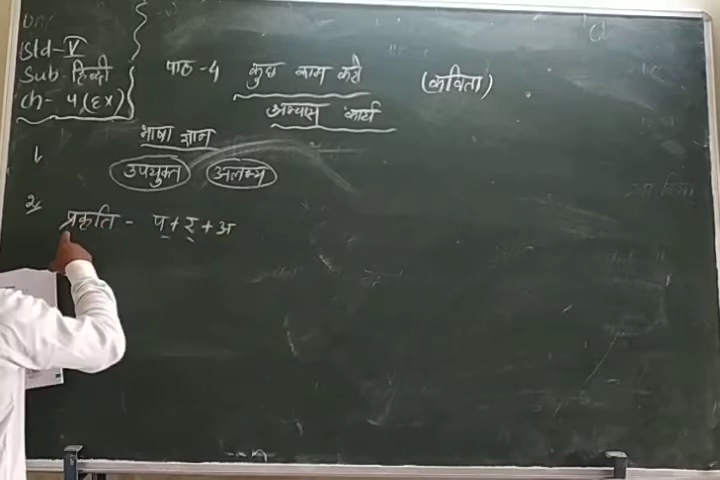 Std-V
Sub-हिन्दी
ch-4(Ex)
पाठ-4 कुछ काम करो (कविता)
अभ्यास कार्य
भाषा ज्ञान
1.
उपयुक्त अलभ्य
2.
प्रकृति - प्+र्+अ